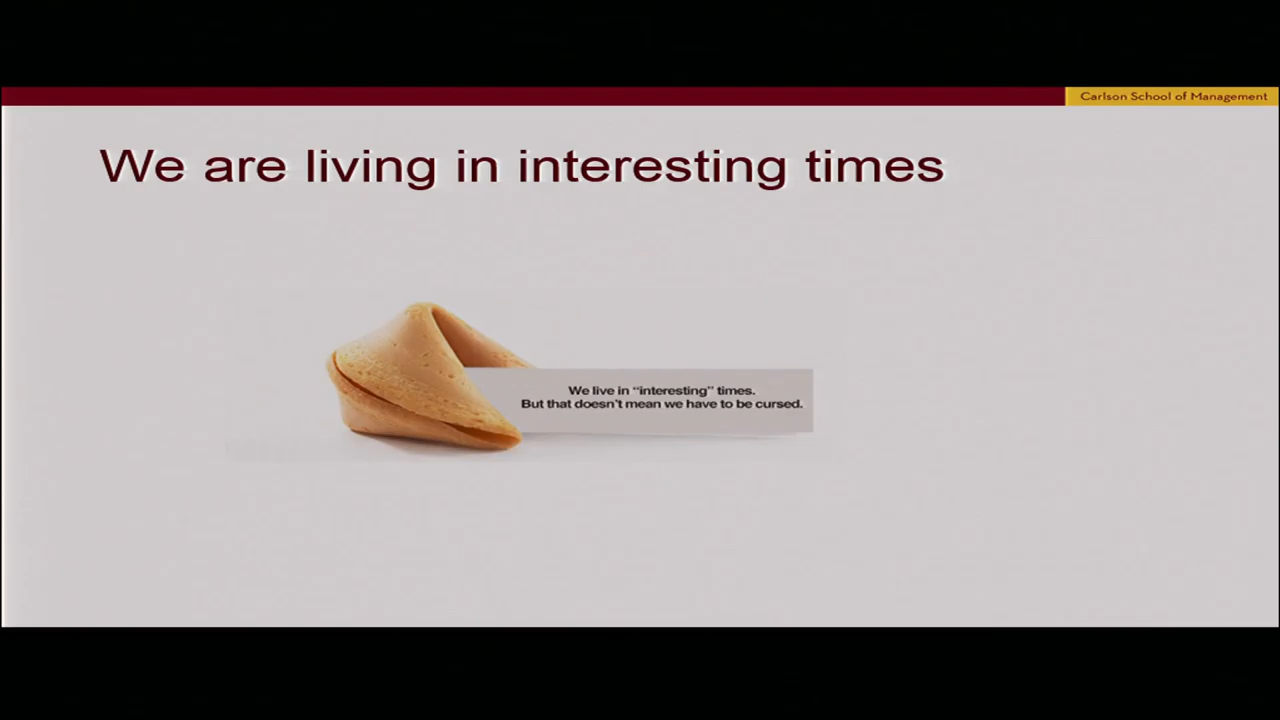 Carlson School of Management
We are living in interesting times
We live in “interesting” times.
But that doesn’t mean we have to be cursed.